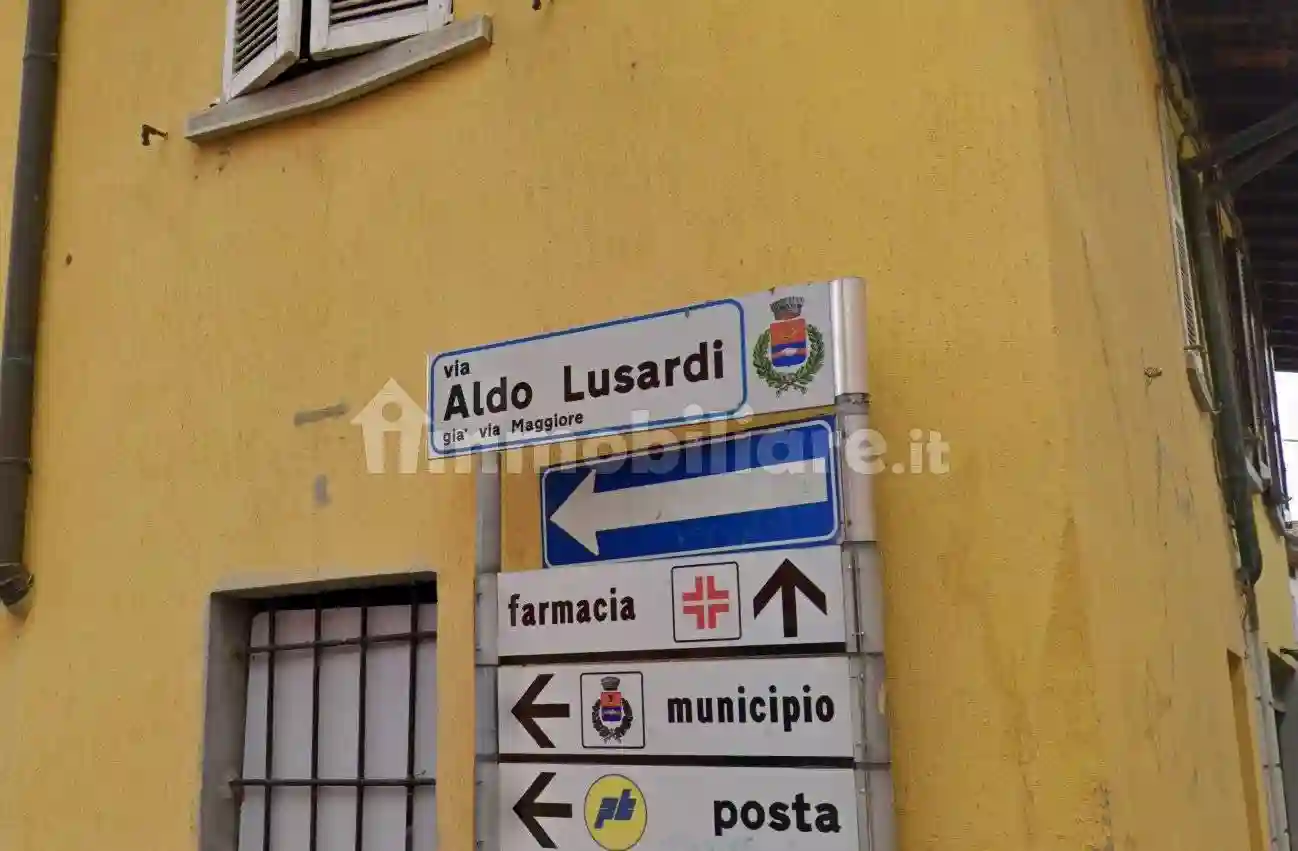 via
Aldo Lusardi
gia' via Maggiore
immobiliare.it
farmacia
municipio
pt posta